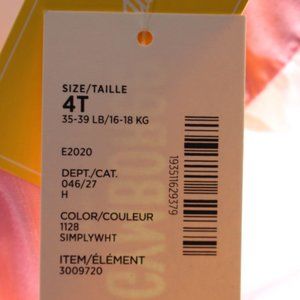 SIZE/TAILLE
4T
35-39 LB/16-18 KG
E2020
DEPT./CAT.
046/27
H
COLOR/COULEUR
1128
SIMPLYWHT
ITEM/ÉLÉMENT
3009720
193511629379